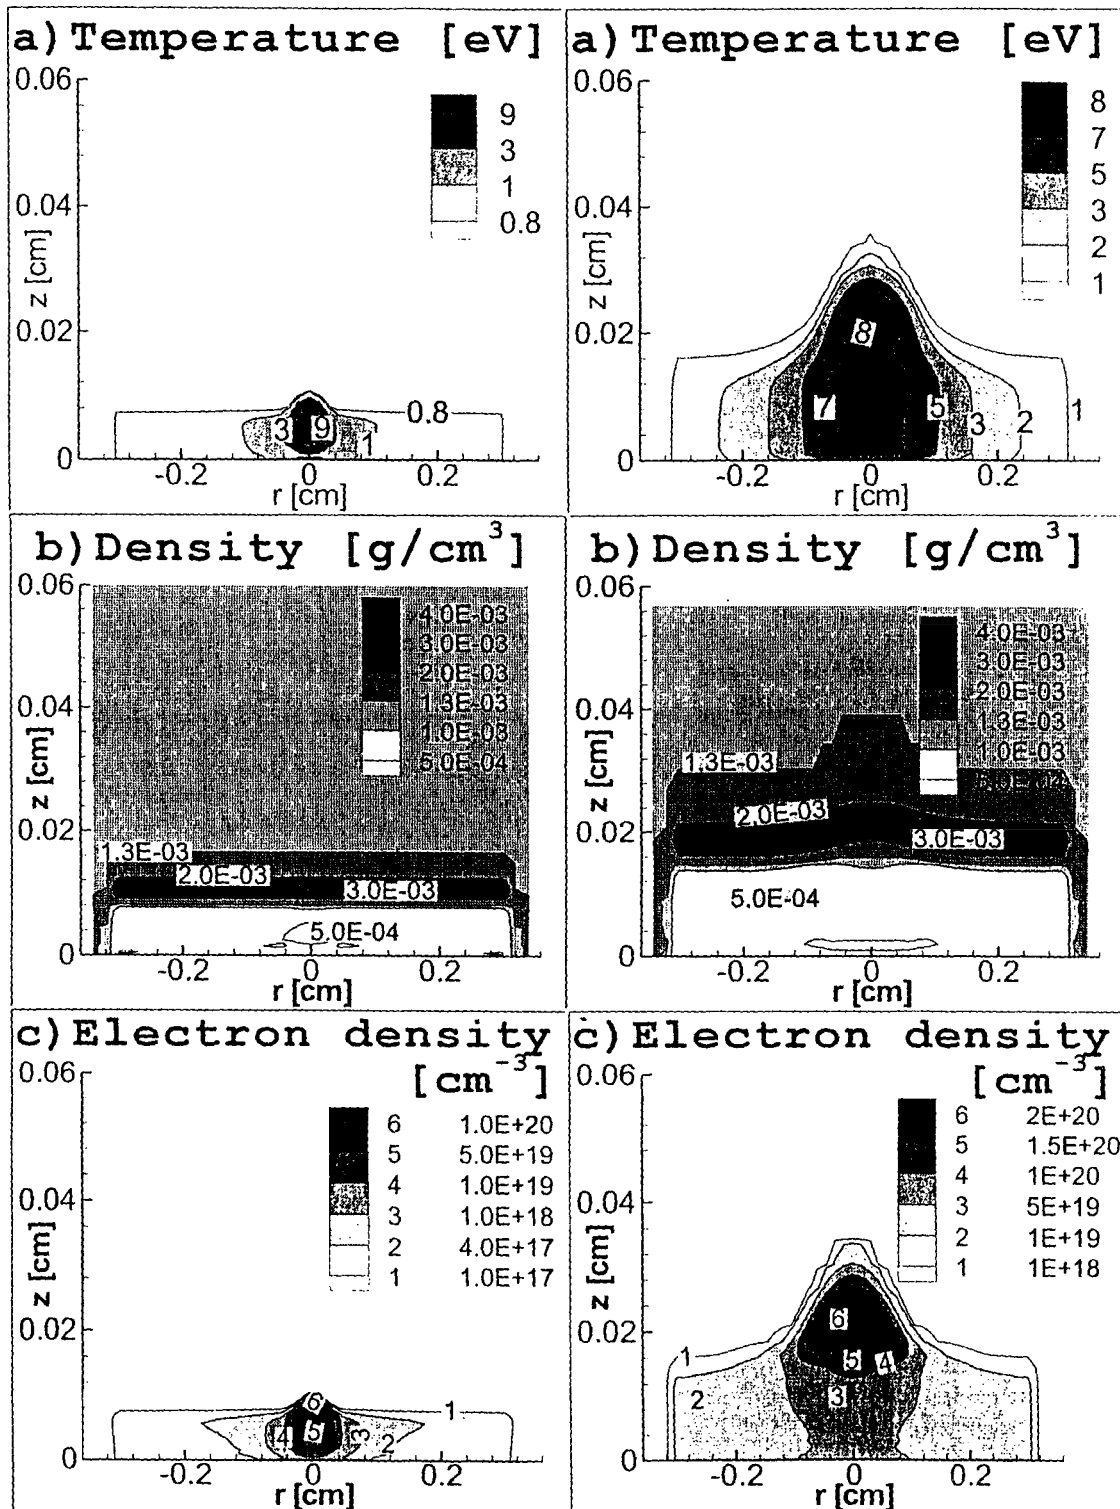 a) Temperature [eV]
0.06
0.04
0.02
0
z [cm]
9
3
1
0.8
0.8
3
9
1
-0.2
0
0.2
r [cm]
a) Temperature [eV]
0.06
0.04
0.02
0
z [cm]
8
7
5
3
2
1
8
7
5
3
2
1
-0.2
0
0.2
r [cm]
b) Density [g/cm³]
0.06
0.04
0.02
0
z [cm]
4.0E-03
3.0E-03
2.0E-03
1.3E-03
1.0E-03
5.0E-04
1.3E-03
2.0E-03
3.0E-03
5.0E-04
-0.2
0
0.2
r [cm]
b) Density [g/cm³]
0.06
0.04
0.02
0
z [cm]
4.0E-03
3.0E-03
2.0E-03
1.3E-03
1.0E-03
5.0E-04
1.3E-03
2.0E-03
3.0E-03
5.0E-04
-0.2
0
0.2
r [cm]
c) Electron density
[cm⁻³]
0.06
0.04
0.02
0
z [cm]
6 1.0E+20
5 5.0E+19
4 1.0E+19
3 1.0E+18
2 4.0E+17
1 1.0E+17
6
1
4
5
3
2
-0.2
0
0.2
r [cm]
c) Electron density
[cm⁻³]
0.06
0.04
0.02
0
z [cm]
6 2E+20
5 1.5E+20
4 1E+20
3 5E+19
2 1E+19
1 1E+18
6
1
5
4
2
3
-0.2
0
0.2
r [cm]